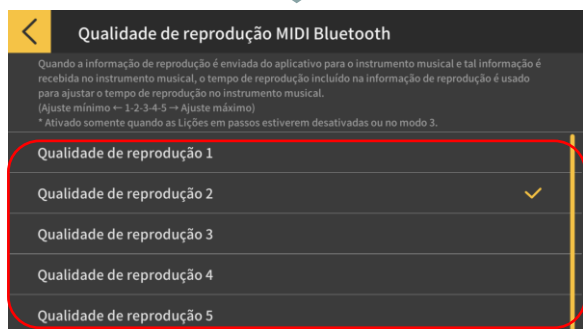 Qualidade de reprodução MIDI Bluetooth
Quando a informação de reprodução é enviada do aplicativo para o instrumento musical e tal informação é
recebida no instrumento musical, o tempo de reprodução incluído na informação de reprodução é usado
para ajustar o tempo de reprodução no instrumento musical.
(Ajuste mínimo ← 1-2-3-4-5 → Ajuste máximo)
* Ativado somente quando as Lições em passos estiverem desativadas ou no modo 3.
Qualidade de reprodução 1
Qualidade de reprodução 2
Qualidade de reprodução 3
Qualidade de reprodução 4
Qualidade de reprodução 5